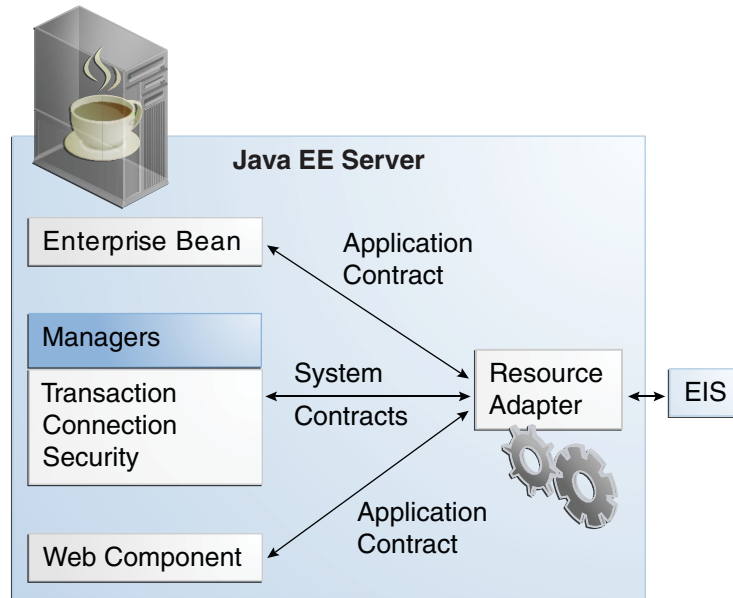 Java EE Server
Enterprise Bean
Application
Contract
Managers
Transaction
Connection
Security
System
Contracts
Resource
Adapter
EIS
Application
Contract
Web Component